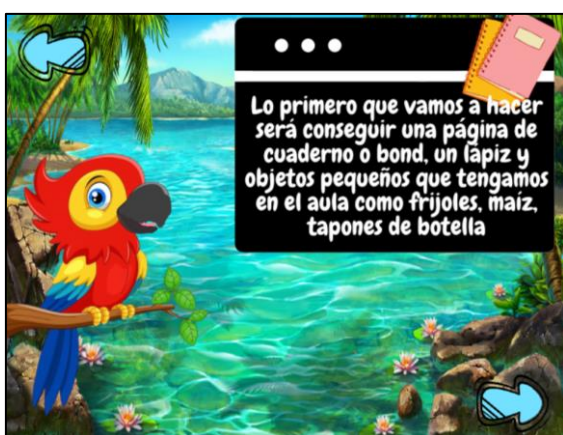 Lo primero que vamos a hacer
será conseguir una página de
cuaderno o bond, un lápiz y
objetos pequeños que tengamos
en el aula como frijoles, maíz,
tapones de botella